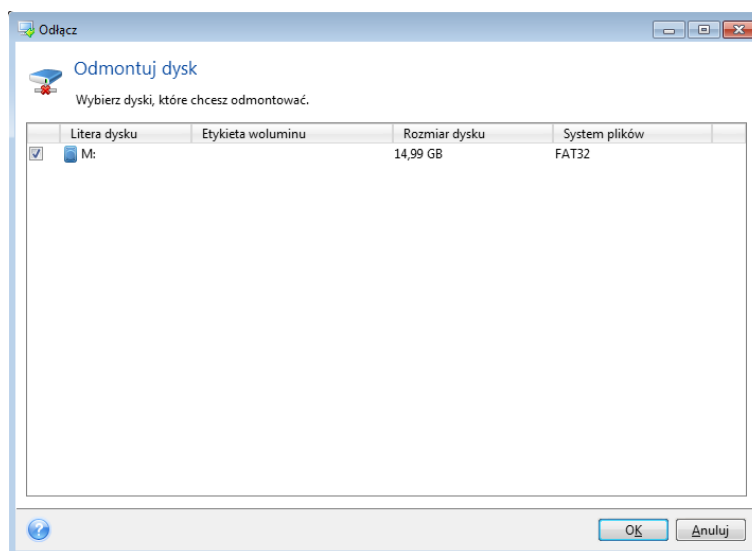 Odłącz
Odmontuj dysk
Wybierz dyski, które chcesz odmontować.
Litera dysku Etykieta woluminu Rozmiar dysku System plików
M: 14,99 GB FAT32
OK Anuluj